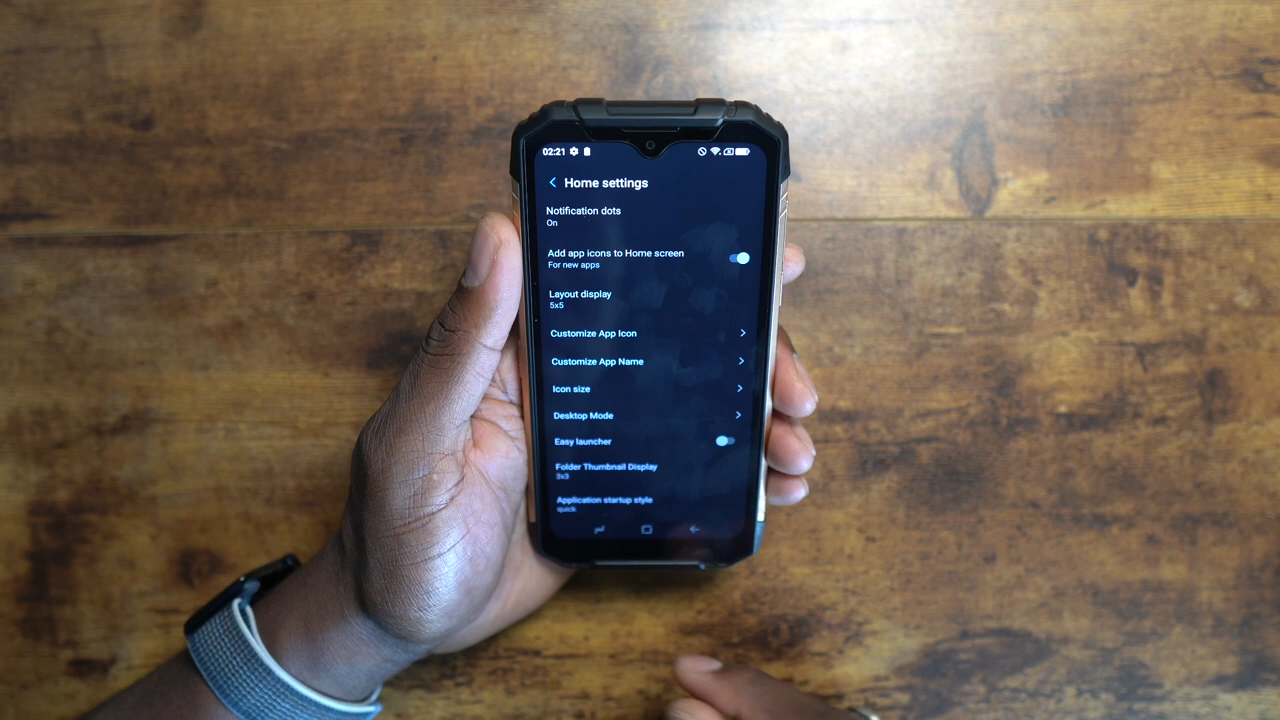 02:21
Home settings
Notification dots
On
Add app icons to Home screen
For new apps
Layout display
5x5
Customize App Icon
Customize App Name
Icon size
Desktop Mode
Easy launcher
Folder Thumbnail Display
3x3
Application startup style
quick